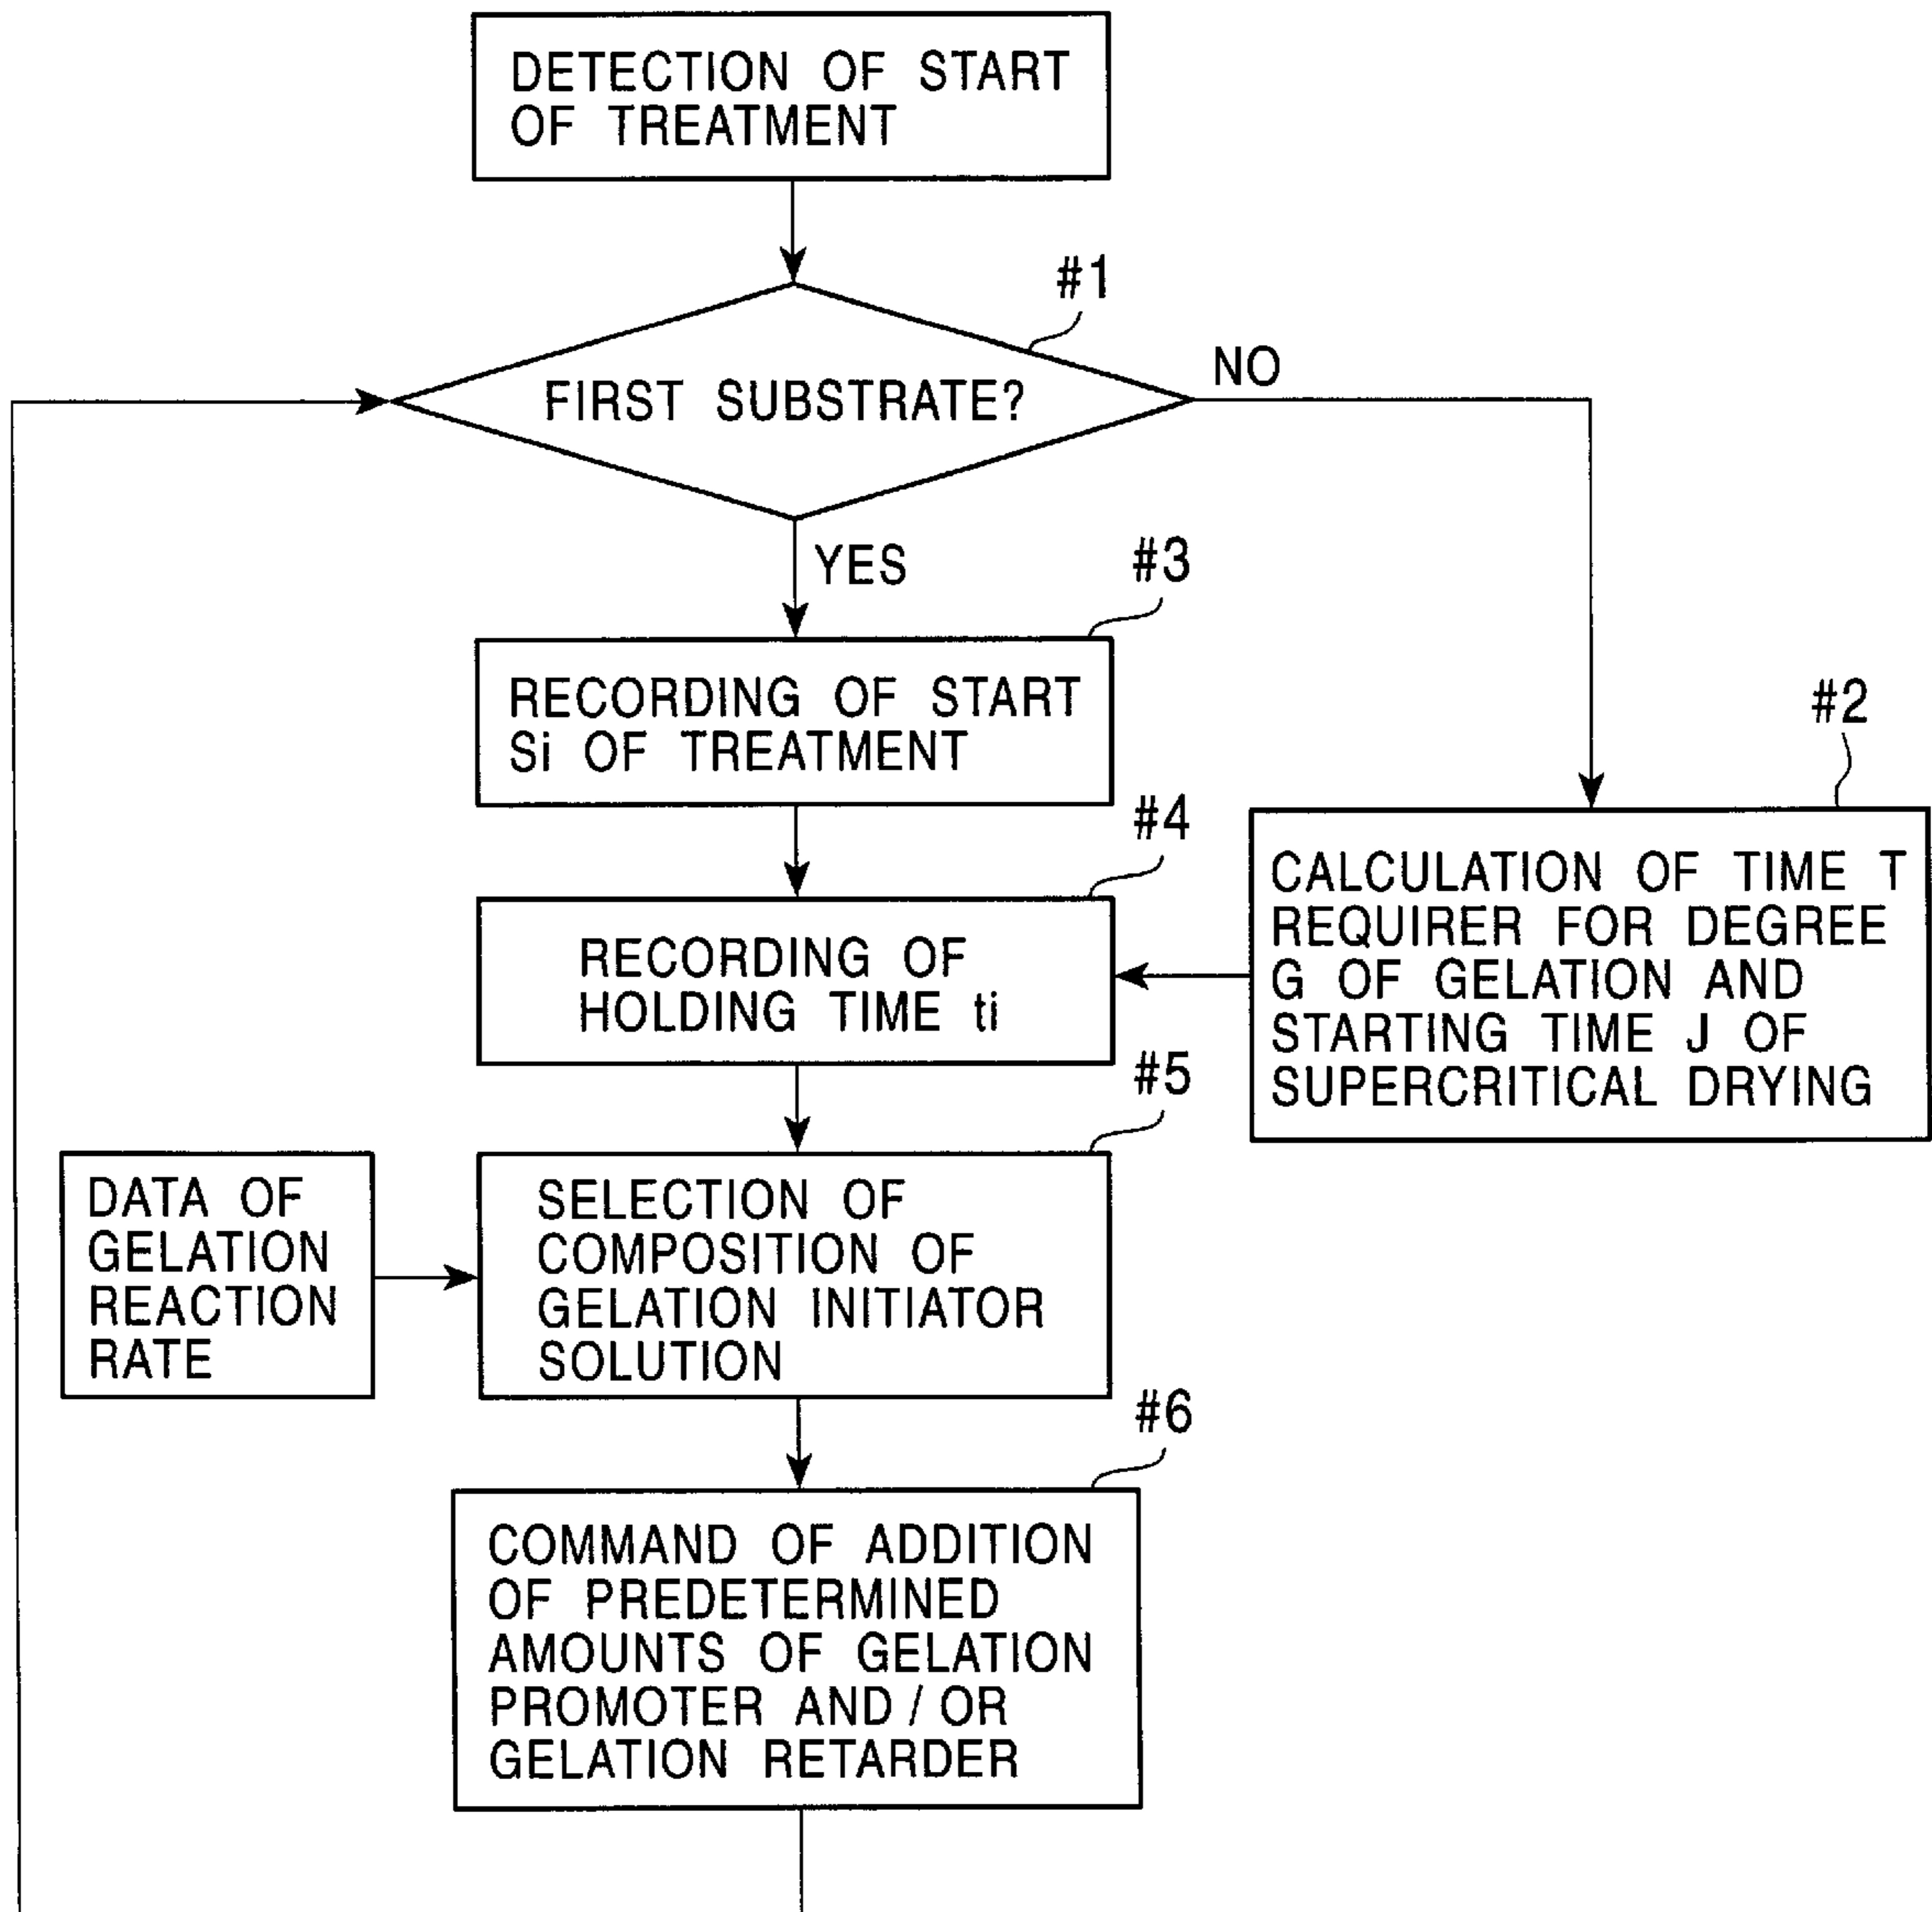 DETECTION OF START
OF TREATMENT
#1
FIRST SUBSTRATE?
NO
YES
#3
RECORDING OF START
Si OF TREATMENT
#2
CALCULATION OF TIME T
REQUIRER FOR DEGREE
G OF GELATION AND
STARTING TIME J OF
SUPERCRITICAL DRYING
#4
RECORDING OF
HOLDING TIME ti
#5
DATA OF
GELATION
REACTION
RATE
SELECTION OF
COMPOSITION OF
GELATION INITIATOR
SOLUTION
#6
COMMAND OF ADDITION
OF PREDETERMINED
AMOUNTS OF GELATION
PROMOTER AND / OR
GELATION RETARDER